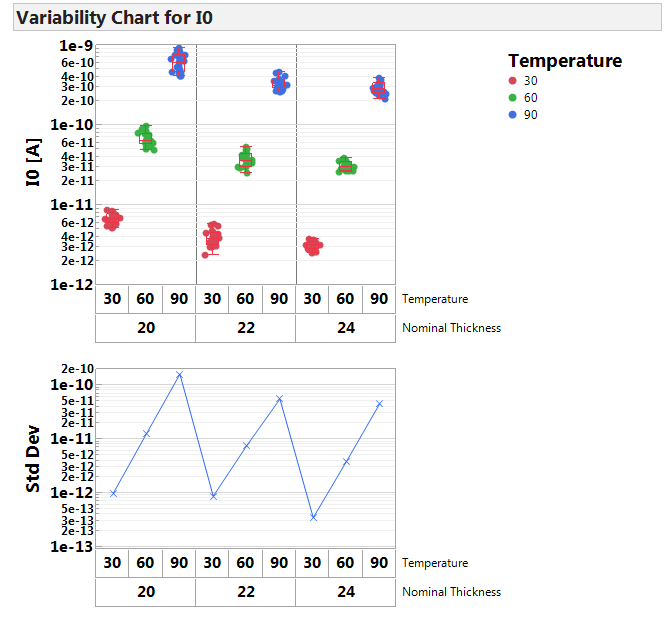 Variability Chart for I0
Temperature
30
60
90
I0 [A]
1e-9
6e-10
4e-10
3e-10
2e-10
1e-10
6e-11
4e-11
3e-11
2e-11
1e-11
6e-12
4e-12
3e-12
2e-12
1e-12
30 60 90 30 60 90 30 60 90 Temperature
20 22 24 Nominal Thickness
Std Dev
2e-10
1e-10
5e-11
3e-11
2e-11
1e-11
5e-12
3e-12
2e-12
1e-12
5e-13
3e-13
2e-13
1e-13
30 60 90 30 60 90 30 60 90 Temperature
20 22 24 Nominal Thickness